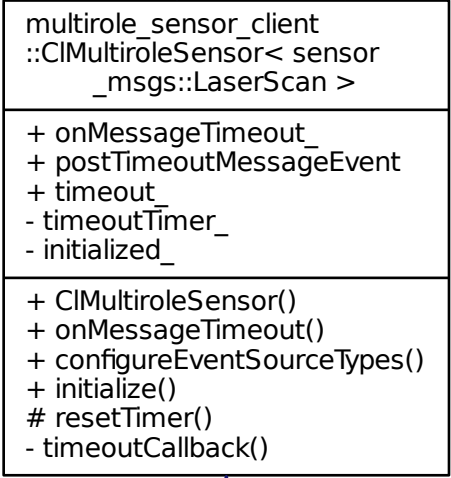 multirole_sensor_client
::ClMultiroleSensor< sensor
_msgs::LaserScan >
+ onMessageTimeout_
+ postTimeoutMessageEvent
+ timeout_
- timeoutTimer_
- initialized_
+ ClMultiroleSensor()
+ onMessageTimeout()
+ configureEventSourceTypes()
+ initialize()
# resetTimer()
- timeoutCallback()